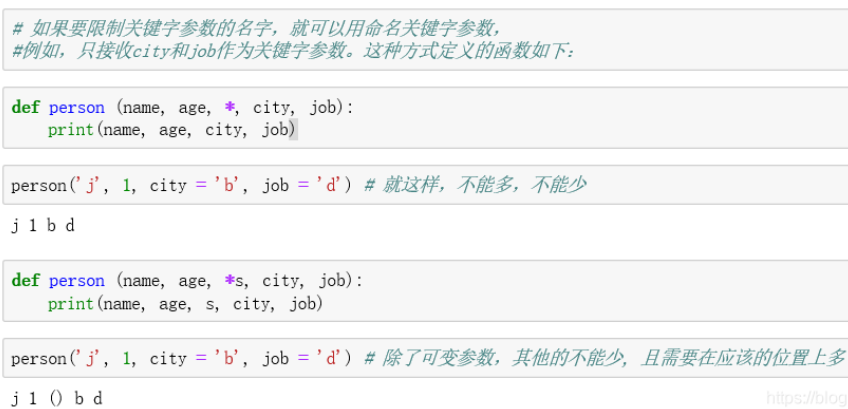 # 如果要限制关键字参数的名字，就可以用命名关键字参数，
#例如，只接收city和job作为关键字参数。这种方式定义的函数如下：
def person (name, age, *, city, job):
print(name, age, city, job)
person('j', 1, city = 'b', job = 'd') # 就这样，不能多，不能少
j 1 b d
def person (name, age, *s, city, job):
print(name, age, s, city, job)
person('j', 1, city = 'b', job = 'd') # 除了可变参数，其他的不能少, 且需要在应该的位置上多
j 1 () b d
https://blog